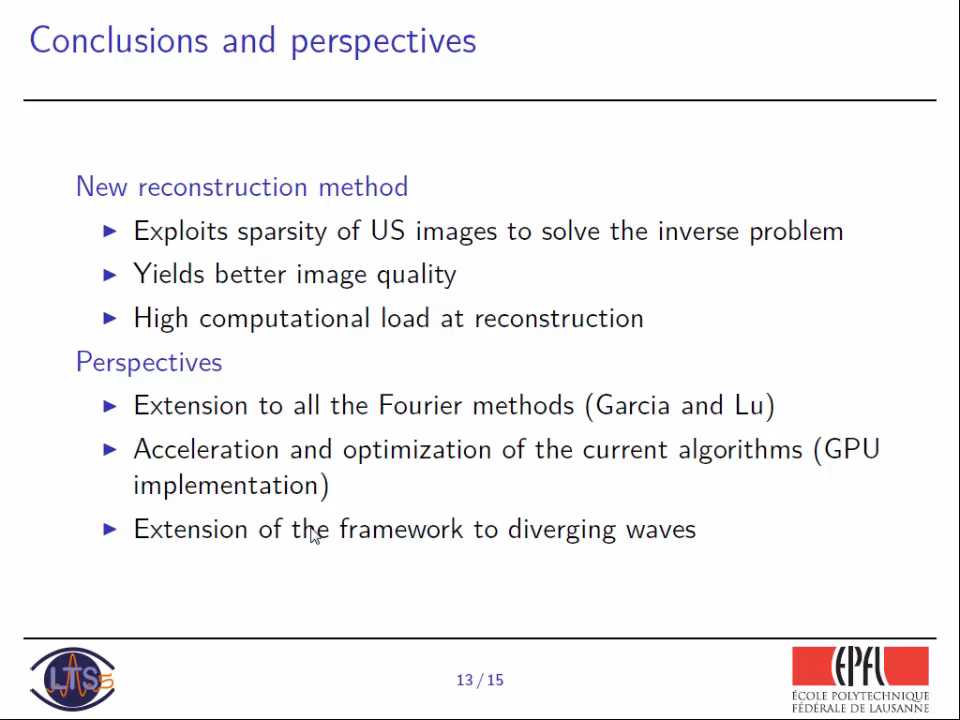 Conclusions and perspectives
New reconstruction method
Exploits sparsity of US images to solve the inverse problem
Yields better image quality
High computational load at reconstruction
Perspectives
Extension to all the Fourier methods (Garcia and Lu)
Acceleration and optimization of the current algorithms (GPU
implementation)
Extension of the framework to diverging waves
LTS5
13 / 15
EPFL
ÉCOLE POLYTECHNIQUE
FÉDÉRALE DE LAUSANNE